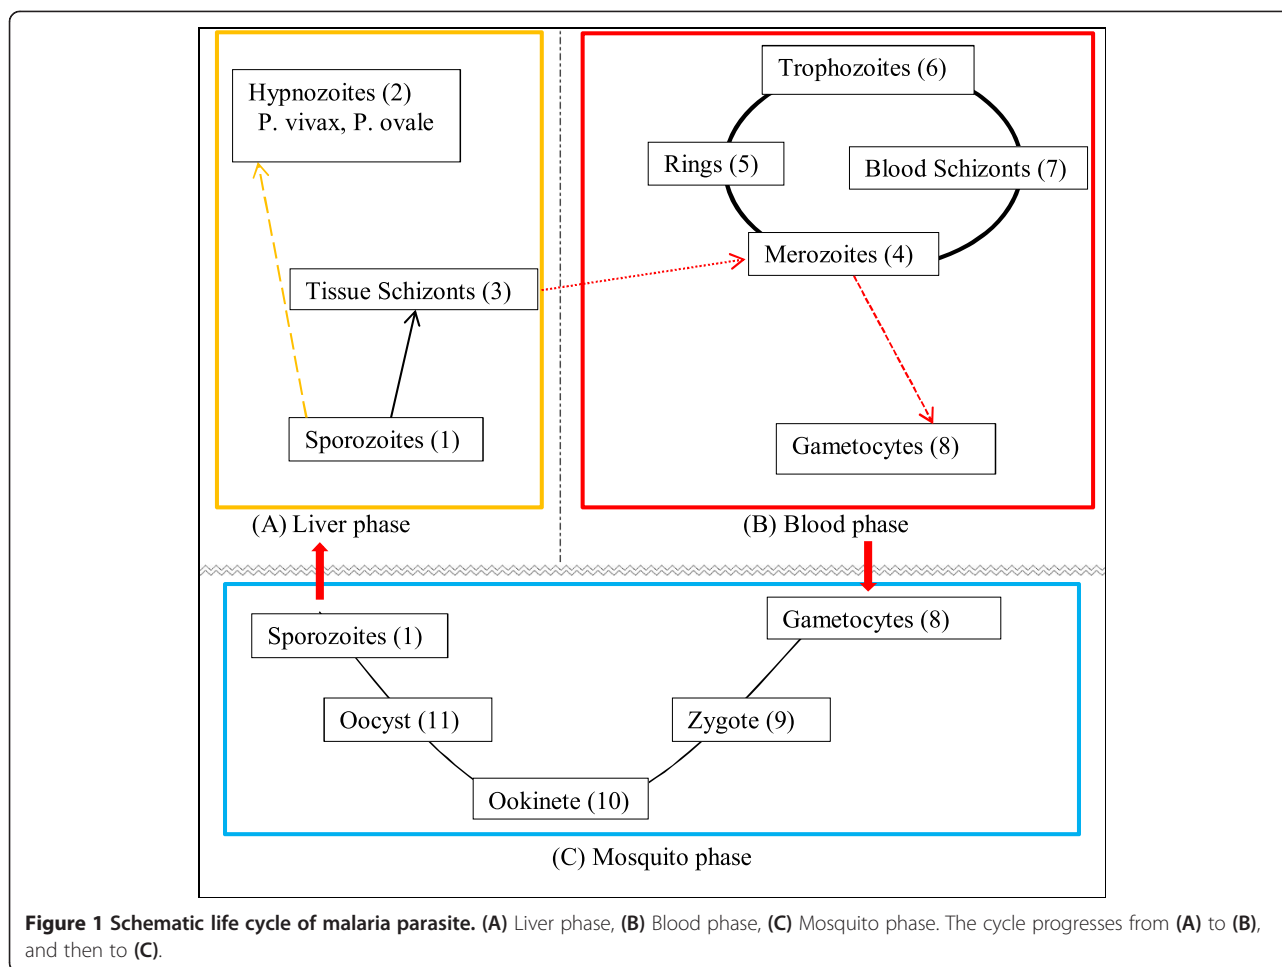 Hypnozoites (2)
P. vivax, P. ovale
Tissue Schizonts (3)
Sporozoites (1)
(A) Liver phase
Trophozoites (6)
Rings (5)
Blood Schizonts (7)
Merozoites (4)
Gametocytes (8)
(B) Blood phase
Sporozoites (1)
Gametocytes (8)
Oocyst (11)
Zygote (9)
Ookinete (10)
(C) Mosquito phase
Figure 1 Schematic life cycle of malaria parasite. (A) Liver phase, (B) Blood phase, (C) Mosquito phase. The cycle progresses from (A) to (B),
and then to (C).